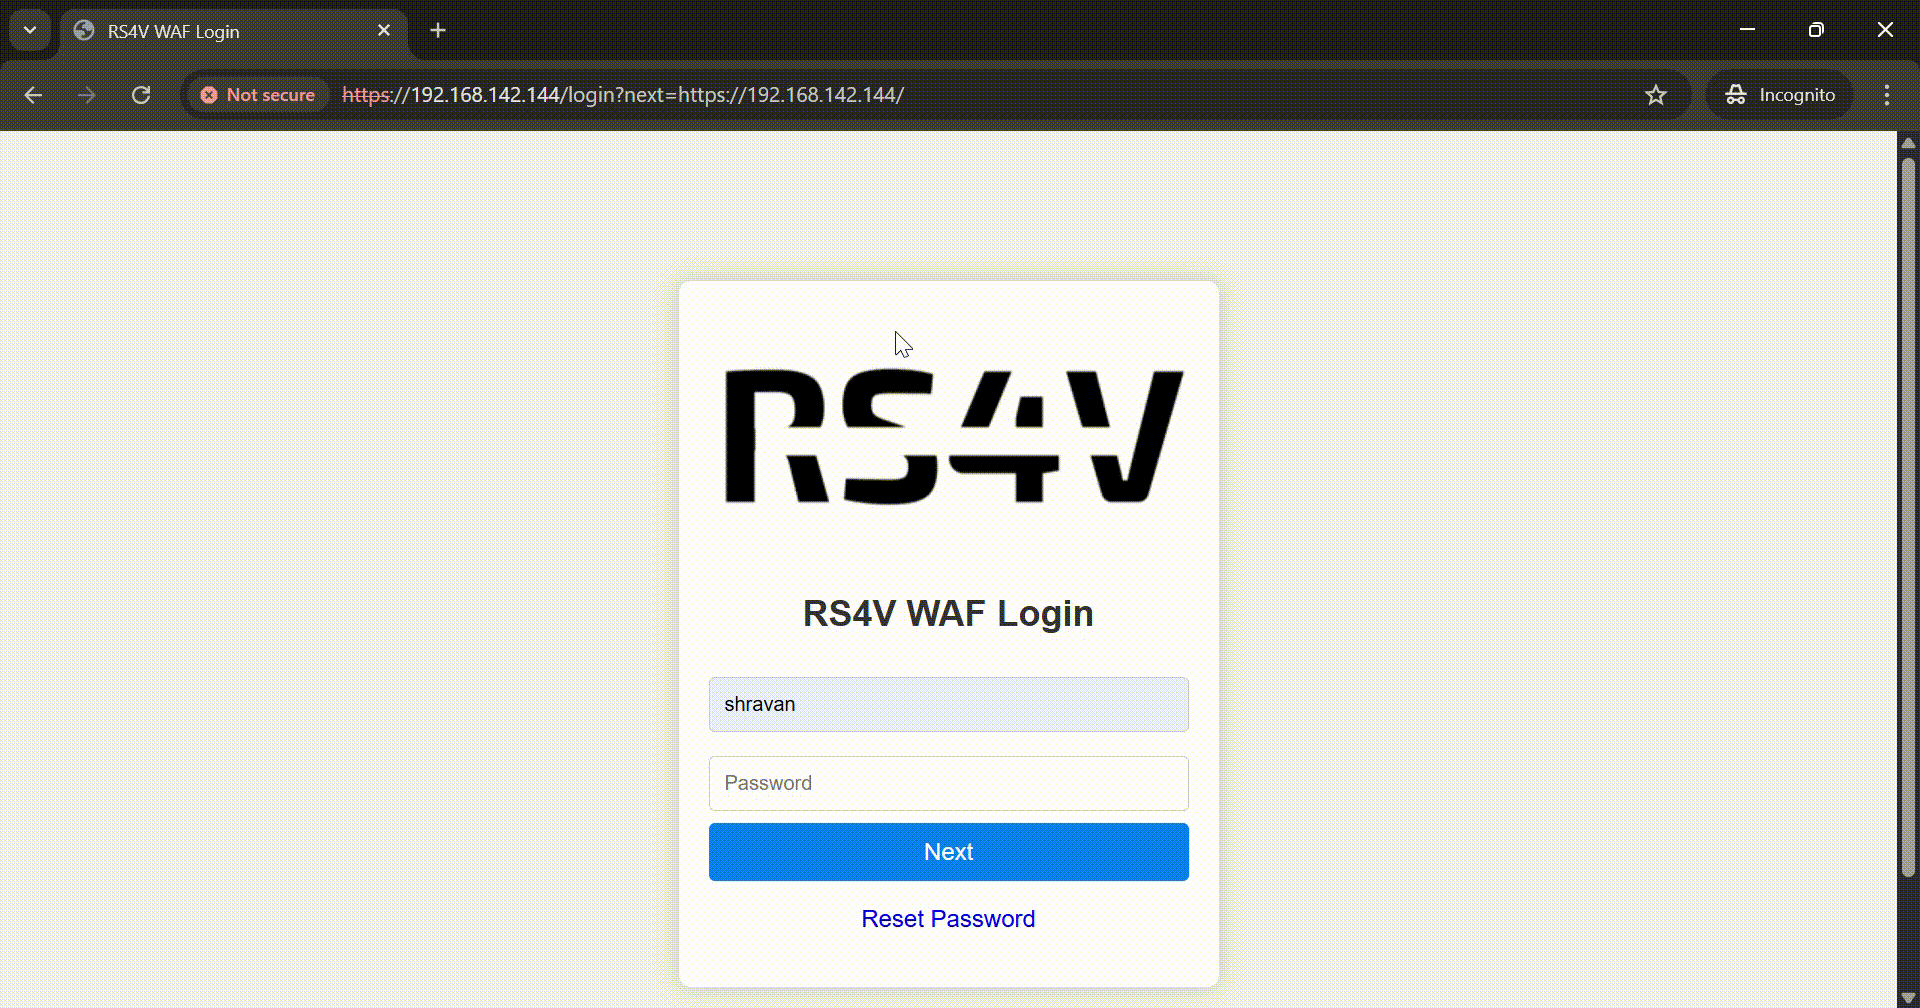 RS4V WAF Login
Not secure
https://192.168.142.144/login?next=https://192.168.142.144/
Incognito
RS4V
RS4V WAF Login
shravan
Password
Next
Reset Password